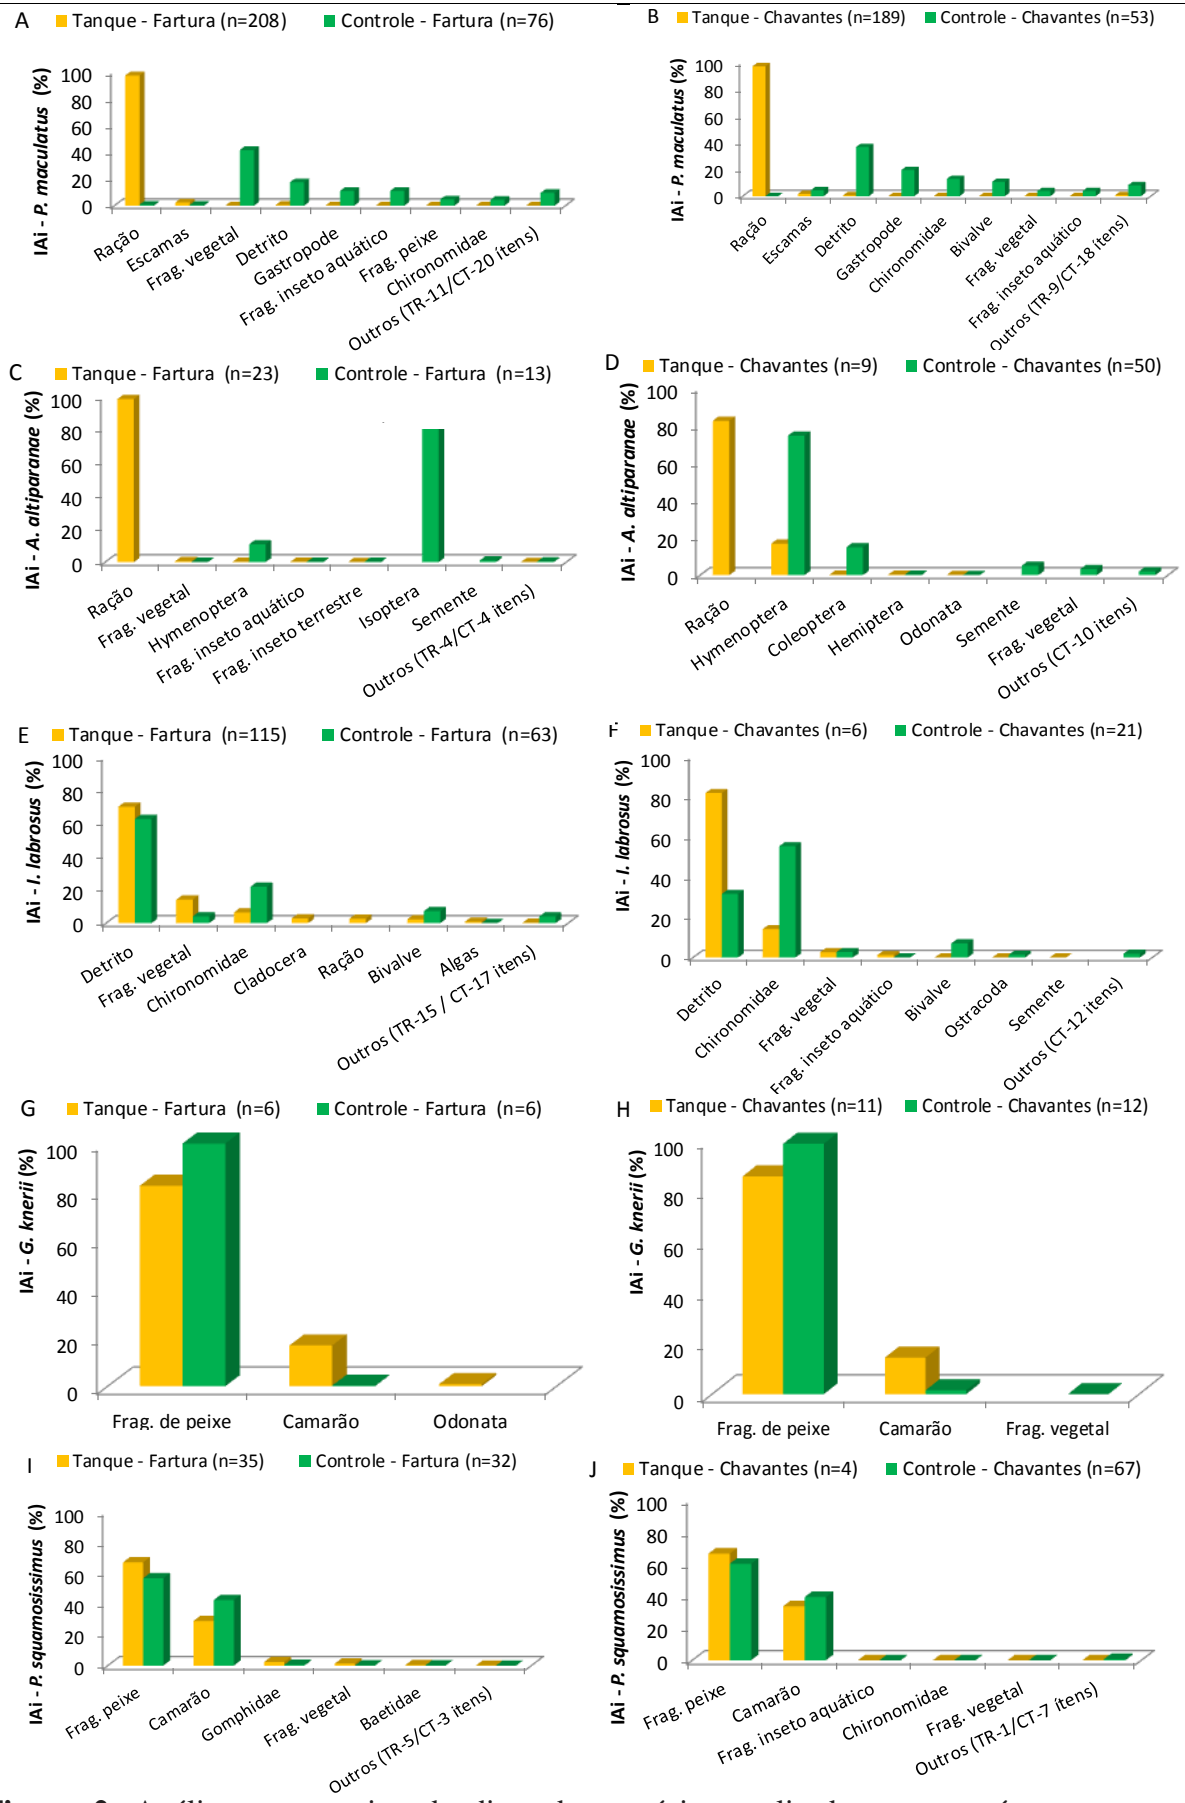 A
Tanque - Fartura (n=208)
Controle - Fartura (n=76)
IAi - P. maculatus (%)
100
80
60
40
20
0
Ração
Escamas
Frag. vegetal
Detrito
Gastropode
Frag. inseto aquático
Frag. peixe
Chironomidae
Outros (TR-11/CT-20 ítens)
B
Tanque - Chavantes (n=189)
Controle - Chavantes (n=53)
IAi - P. maculatus (%)
100
80
60
40
20
0
Ração
Escamas
Detrito
Gastropode
Chironomidae
Bivalve
Frag. vegetal
Frag. inseto aquático
Outros (TR-9/CT-18 ítens)
C
Tanque - Fartura (n=23)
Controle - Fartura (n=13)
IAi - A. altiparanae (%)
100
80
60
40
20
0
Ração
Frag. vegetal
Hymenoptera
Frag. inseto aquático
Frag. inseto terrestre
Isoptera
Semente
Outros (TR-4/CT-4 itens)
D
Tanque - Chavantes (n=9)
Controle - Chavantes (n=50)
IAi - A. altiparanae (%)
100
80
60
40
20
0
Ração
Hymenoptera
Coleoptera
Hemiptera
Odonata
Semente
Frag. vegetal
Outros (CT-10 itens)
E
Tanque - Fartura (n=115)
Controle - Fartura (n=63)
IAi - I. labrosus (%)
100
80
60
40
20
0
Detrito
Frag. vegetal
Chironomidae
Cladocera
Ração
Bivalve
Algas
Outros (TR-15 / CT-17 itens)
F
Tanque - Chavantes (n=6)
Controle - Chavantes (n=21)
IAi - I. labrosus (%)
100
80
60
40
20
0
Detrito
Chironomidae
Frag. vegetal
Frag. inseto aquático
Bivalve
Ostracoda
Semente
Outros (CT-12 itens)
G
Tanque - Fartura (n=6)
Controle - Fartura (n=6)
IAi - G. knerii (%)
100
80
60
40
20
0
Frag. de peixe
Camarão
Odonata
H
Tanque - Chavantes (n=11)
Controle - Chavantes (n=12)
IAi - G. knerii (%)
100
80
60
40
20
0
Frag. de peixe
Camarão
Frag. vegetal
I
Tanque - Fartura (n=35)
Controle - Fartura (n=32)
IAi - P. squamosissimus (%)
100
80
60
40
20
0
Frag. peixe
Camarão
Gomphidae
Frag. vegetal
Baetidae
Outros (TR-5/CT-3 ítens)
J
Tanque - Chavantes (n=4)
Controle - Chavantes (n=67)
IAi - P. squamosissimus (%)
100
80
60
40
20
0
Frag. peixe
Camarão
Frag. inseto aquático
Chironomidae
Frag. vegetal
Outros (TR-1/CT-7 ítens)